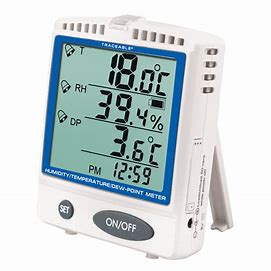 TRACEABLE®
T 18.0°C
RH 39.4%
DP 3.6°C
PM 12:59
HUMIDITY/TEMPERATURE/DEW-POINT METER
SET
ON/OFF